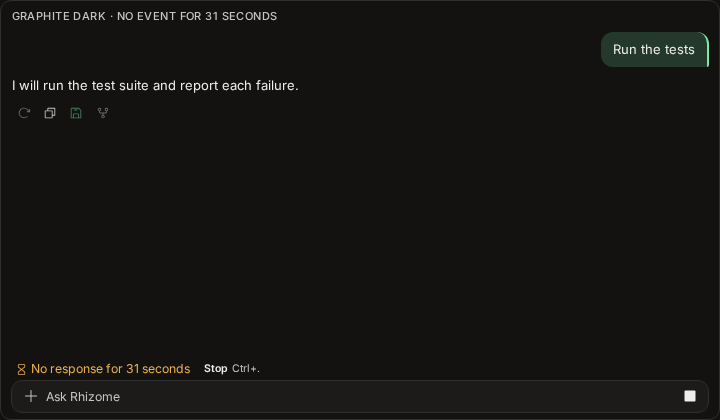 GRAPHITE DARK · NO EVENT FOR 31 SECONDS
Run the tests
I will run the test suite and report each failure.
No response for 31 seconds Stop Ctrl+.
Ask Rhizome